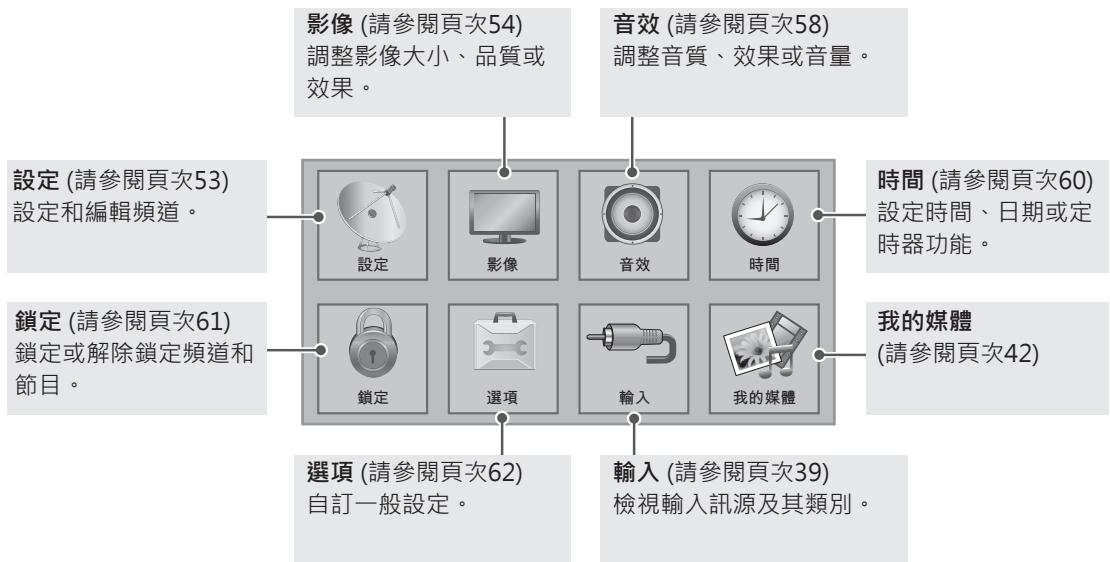 影像 (請參閱頁次54)
調整影像大小、品質或
效果。
音效 (請參閱頁次58)
調整音質、效果或音量。
設定 (請參閱頁次53)
設定和編輯頻道。
時間 (請參閱頁次60)
設定時間、日期或定
時器功能。
設定
影像
音效
時間
鎖定 (請參閱頁次61)
鎖定或解除鎖定頻道和
節目。
我的媒體
(請參閱頁次42)
鎖定
選項
輸入
我的媒體
選項 (請參閱頁次62)
自訂一般設定。
輸入 (請參閱頁次39)
檢視輸入訊源及其類別。